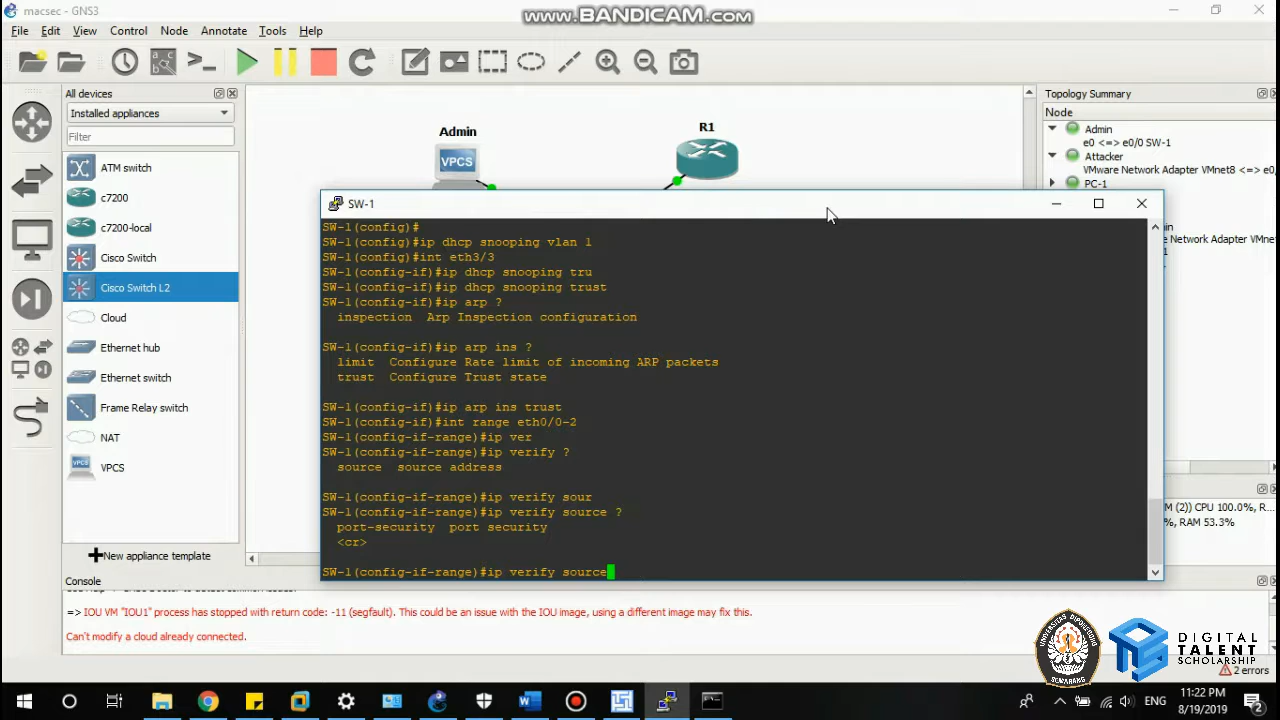 macsec - GNS3
www.BANDICAM.com
File Edit View Control Node Annotate Tools Help
All devices
Installed appliances
Filter
ATM switch
c7200
c7200-local
Cisco Switch
Cisco Switch L2
Cloud
Ethernet hub
Ethernet switch
Frame Relay switch
NAT
VPCS
New appliance template
Admin
VPCS
R1
Topology Summary
Node
Admin
e0 <=> e0/0 SW-1
Attacker
VMware Network Adapter VMnet8 <=> e0/
PC-1
SW-1
SW-1(config)#
SW-1(config)#ip dhcp snooping vlan 1
SW-1(config)#int eth3/3
SW-1(config-if)#ip dhcp snooping tru
SW-1(config-if)#ip dhcp snooping trust
SW-1(config-if)#ip arp ?
inspection Arp Inspection configuration
SW-1(config-if)#ip arp ins ?
limit Configure Rate limit of incoming ARP packets
trust Configure Trust state
SW-1(config-if)#ip arp ins trust
SW-1(config-if)#int range eth0/0-2
SW-1(config-if-range)#ip ver
SW-1(config-if-range)#ip verify ?
source source address
SW-1(config-if-range)#ip verify sour
SW-1(config-if-range)#ip verify source ?
port-security port security
<cr>
SW-1(config-if-range)#ip verify source
e Network Adapter VMne
(2)) CPU 100.0%, R
%, RAM 53.3%
Console
=> IOU VM "IOU1" process has stopped with return code: -11 (segfault). This could be an issue with the IOU image, using a different image may fix this.
Can't modify a cloud already connected.
UNIVERSITAS DIPONEGORO
SEMARANG
DIGITAL
TALENT
SCHOLARSHIP
2 errors
ENG
11:22 PM
8/19/2019
2